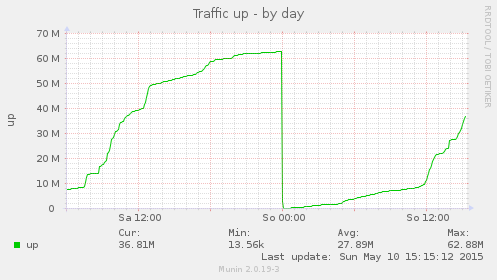 Traffic up - by day
RRDTOOL / TOBI OETIKER
up
70 M
60 M
50 M
40 M
30 M
20 M
10 M
0
Sa 12:00 So 00:00 So 12:00
Cur: Min: Avg: Max:
up 36.81M 13.56k 27.89M 62.88M
Last update: Sun May 10 15:15:12 2015
Munin 2.0.19-3